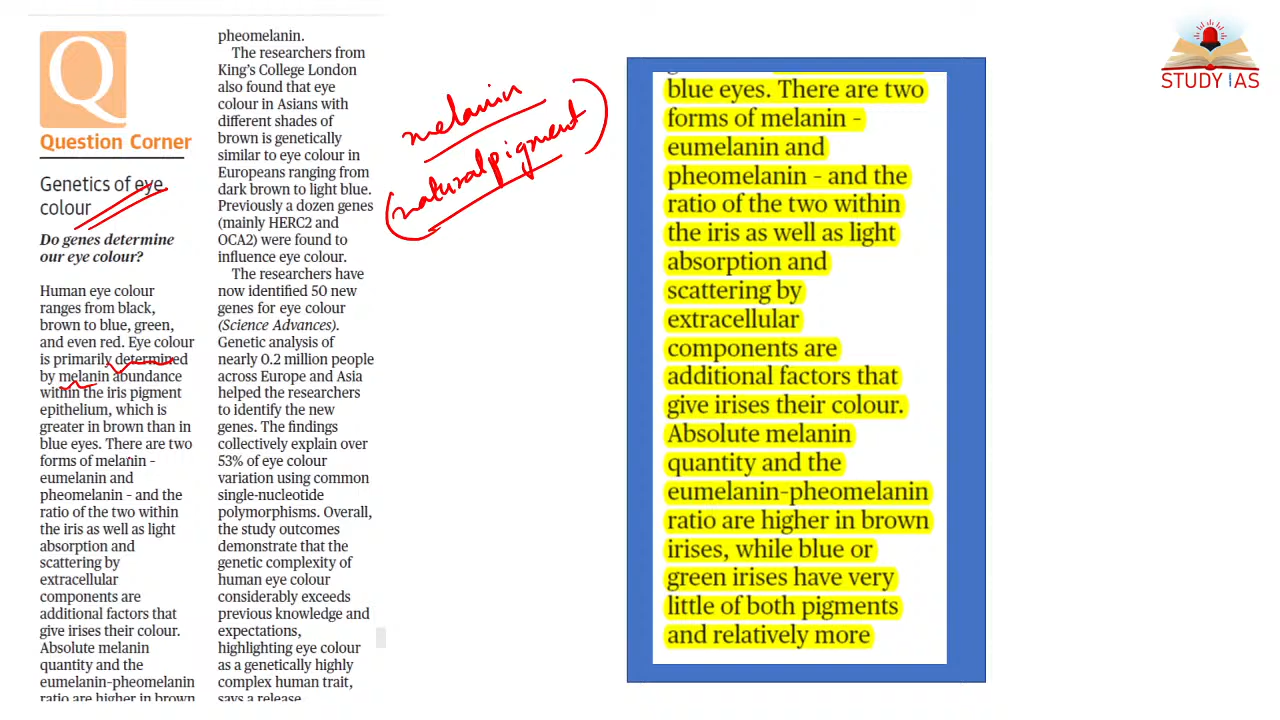 Q
Question Corner
Genetics of eye
colour
Do genes determine
our eye colour?
Human eye colour
ranges from black,
brown to blue, green,
and even red. Eye colour
is primarily determined
by melanin abundance
within the iris pigment
epithelium, which is
greater in brown than in
blue eyes. There are two
forms of melanin -
eumelanin and
pheomelanin - and the
ratio of the two within
the iris as well as light
absorption and
scattering by
extracellular
components are
additional factors that
give irises their colour.
Absolute melanin
quantity and the
eumelanin-pheomelanin
ratio are higher in brown
pheomelanin.
The researchers from
King's College London
also found that eye
colour in Asians with
different shades of
brown is genetically
similar to eye colour in
Europeans ranging from
dark brown to light blue.
Previously a dozen genes
(mainly HERC2 and
OCA2) were found to
influence eye colour.
The researchers have
now identified 50 new
genes for eye colour
(Science Advances).
Genetic analysis of
nearly 0.2 million people
across Europe and Asia
helped the researchers
to identify the new
genes. The findings
collectively explain over
53% of eye colour
variation using common
single-nucleotide
polymorphisms. Overall,
the study outcomes
demonstrate that the
genetic complexity of
human eye colour
considerably exceeds
previous knowledge and
expectations,
highlighting eye colour
as a genetically highly
complex human trait,
says a release.
melanin
(natural pigment)
blue eyes. There are two
forms of melanin -
eumelanin and
pheomelanin - and the
ratio of the two within
the iris as well as light
absorption and
scattering by
extracellular
components are
additional factors that
give irises their colour.
Absolute melanin
quantity and the
eumelanin-pheomelanin
ratio are higher in brown
irises, while blue or
green irises have very
little of both pigments
and relatively more
STUDY IAS